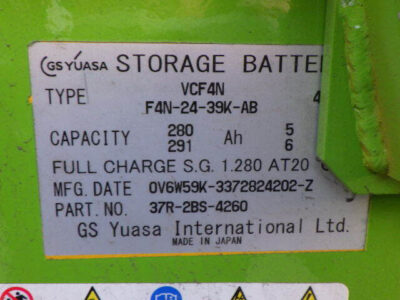 GS YUASA STORAGE BATTE
VCF4N
TYPE F4N-24-39K-AB 4
280 5
CAPACITY Ah
291 6
FULL CHARGE S.G. 1.280 AT20
MFG. DATE 0V6W59K-3372824202-Z
PART. NO. 37R-2BS-4260
GS Yuasa International Ltd.
MADE IN JAPAN